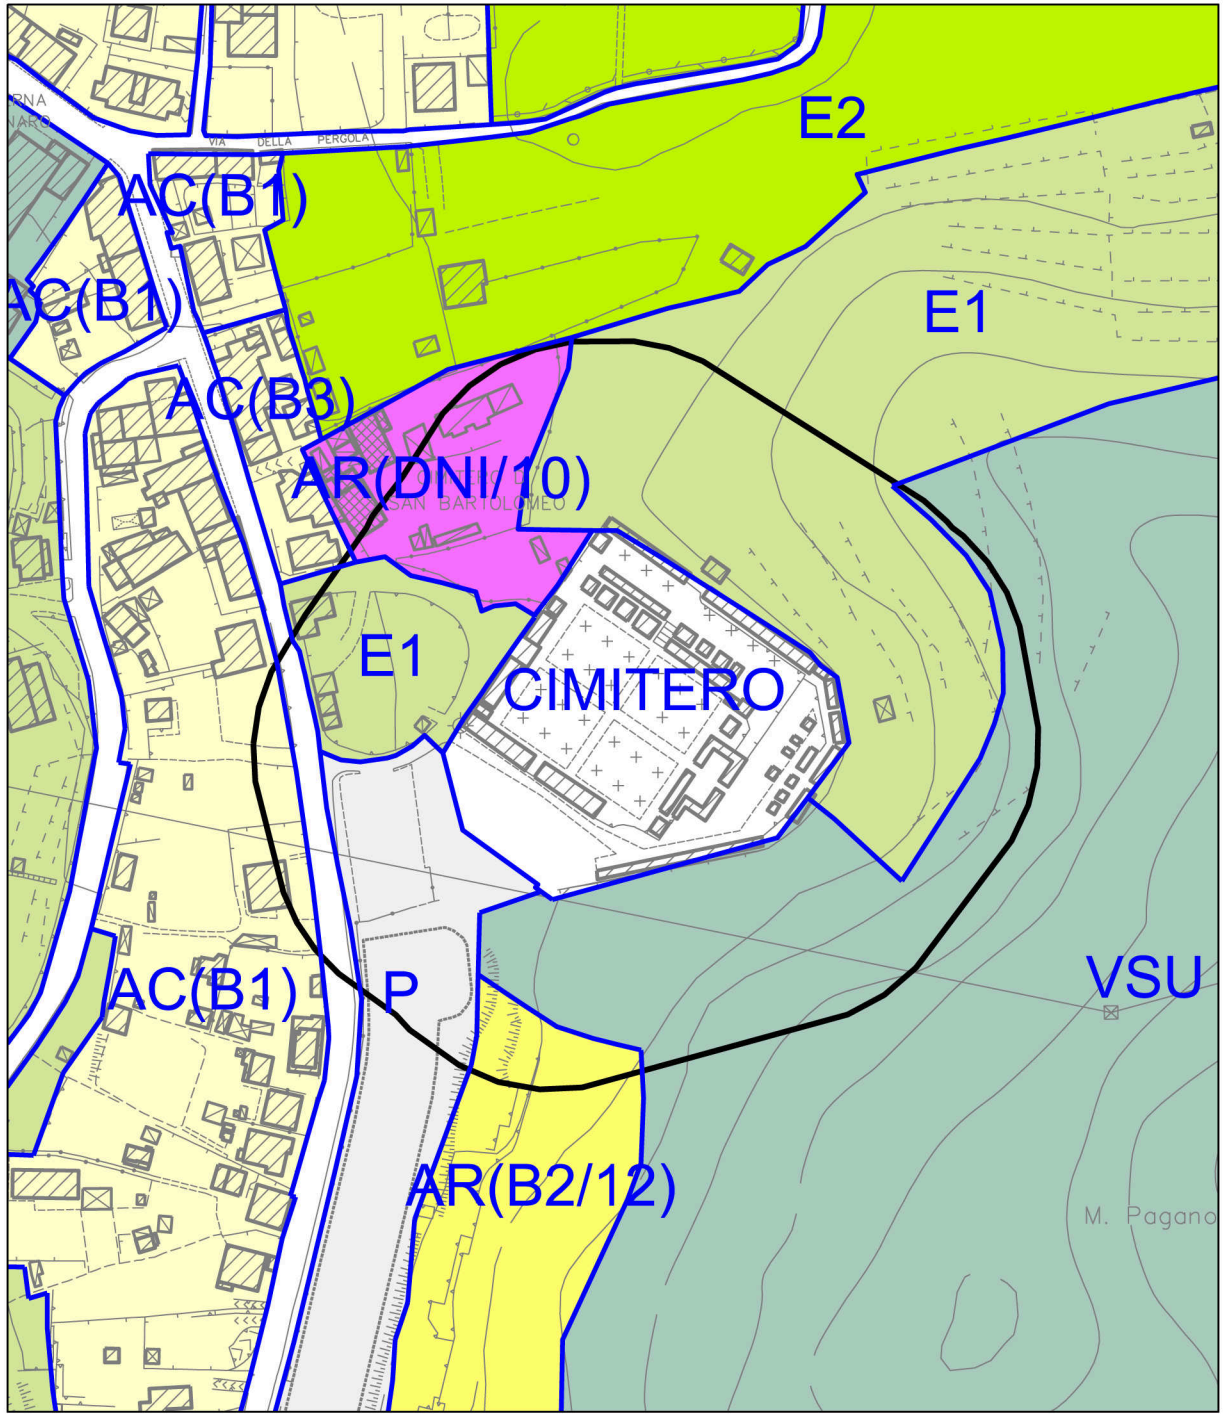 E2
VIA DELLA PERGOLA
AC(B1)
AC(B1)
E1
AC(B3)
AR(DNI/10)
SAN BARTOLOMEO
E1
CIMITERO
AC(B1)
P
VSU
AR(B2/12)
M. Pagano